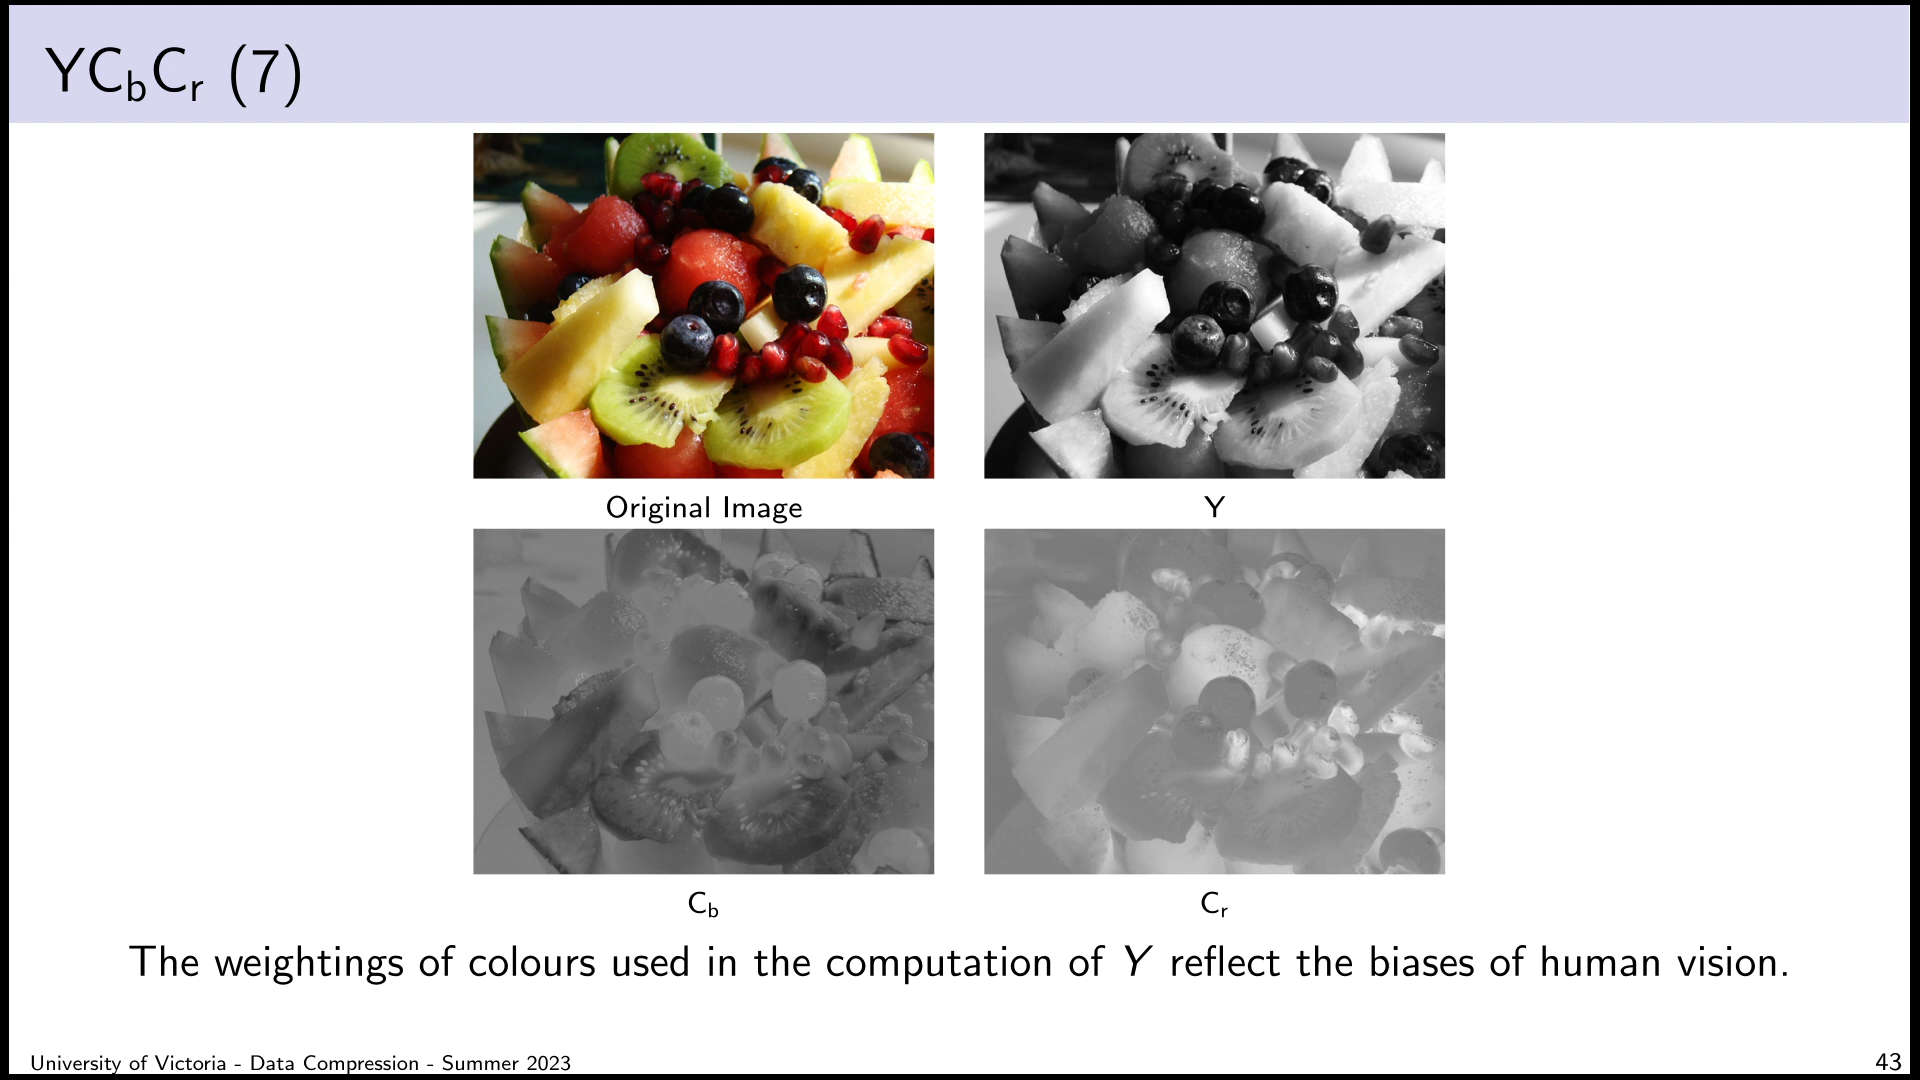 YCbCr (7)
Original Image
Y
Cb
Cr
The weightings of colours used in the computation of Y reflect the biases of human vision.
University of Victoria - Data Compression - Summer 2023
43